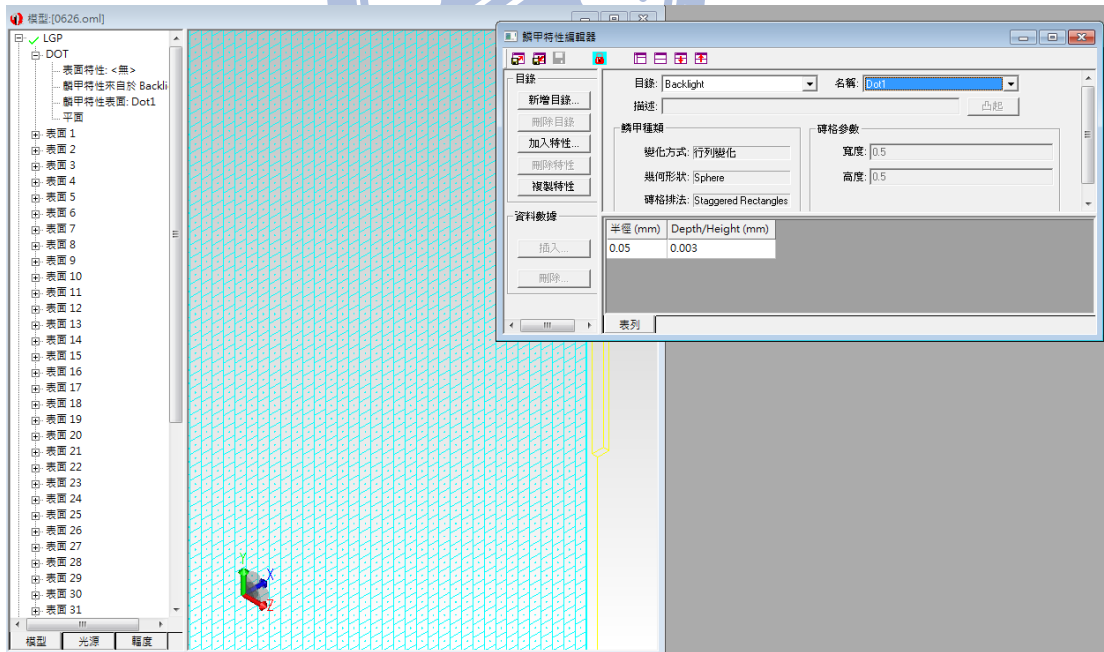 模型:[0626.oml]
LGP
DOT
表面特性: <無>
鱗甲特性來自於 Backli
鱗甲特性表面: Dot1
平面
表面 1
表面 2
表面 3
表面 4
表面 5
表面 6
表面 7
表面 8
表面 9
表面 10
表面 11
表面 12
表面 13
表面 14
表面 15
表面 16
表面 17
表面 18
表面 19
表面 20
表面 21
表面 22
表面 23
表面 24
表面 25
表面 26
表面 27
表面 28
表面 29
表面 30
表面 31
模型 光源 輻度
Y
X
Z
鱗甲特性編輯器
目錄
新增目錄...
刪除目錄
加入特性...
刪除特性
複製特性
資料數據
插入...
刪除...
目錄: Backlight 名稱: Dot1
描述: 凸起
鱗甲種類 磚格參數
變化方式: 行列變化 寬度: 0.5
幾何形狀: Sphere 高度: 0.5
磚格排法: Staggered Rectangles
半徑 (mm) Depth/Height (mm)
0.05 0.003
表列